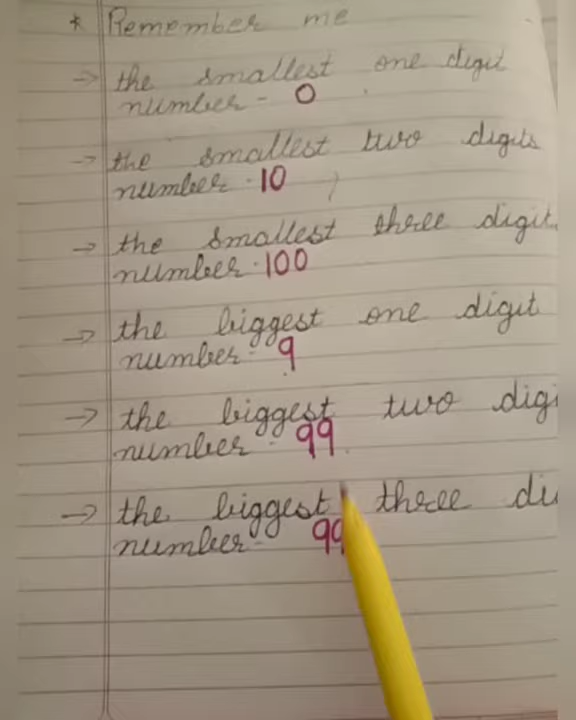 * Remember me
→ the smallest one digit
number - 0
→ the smallest two digits
number - 10
→ the smallest three digit
number - 100
→ the biggest one digit
number - 9
→ the biggest two digi
number - 99
→ the biggest three di
number - 99